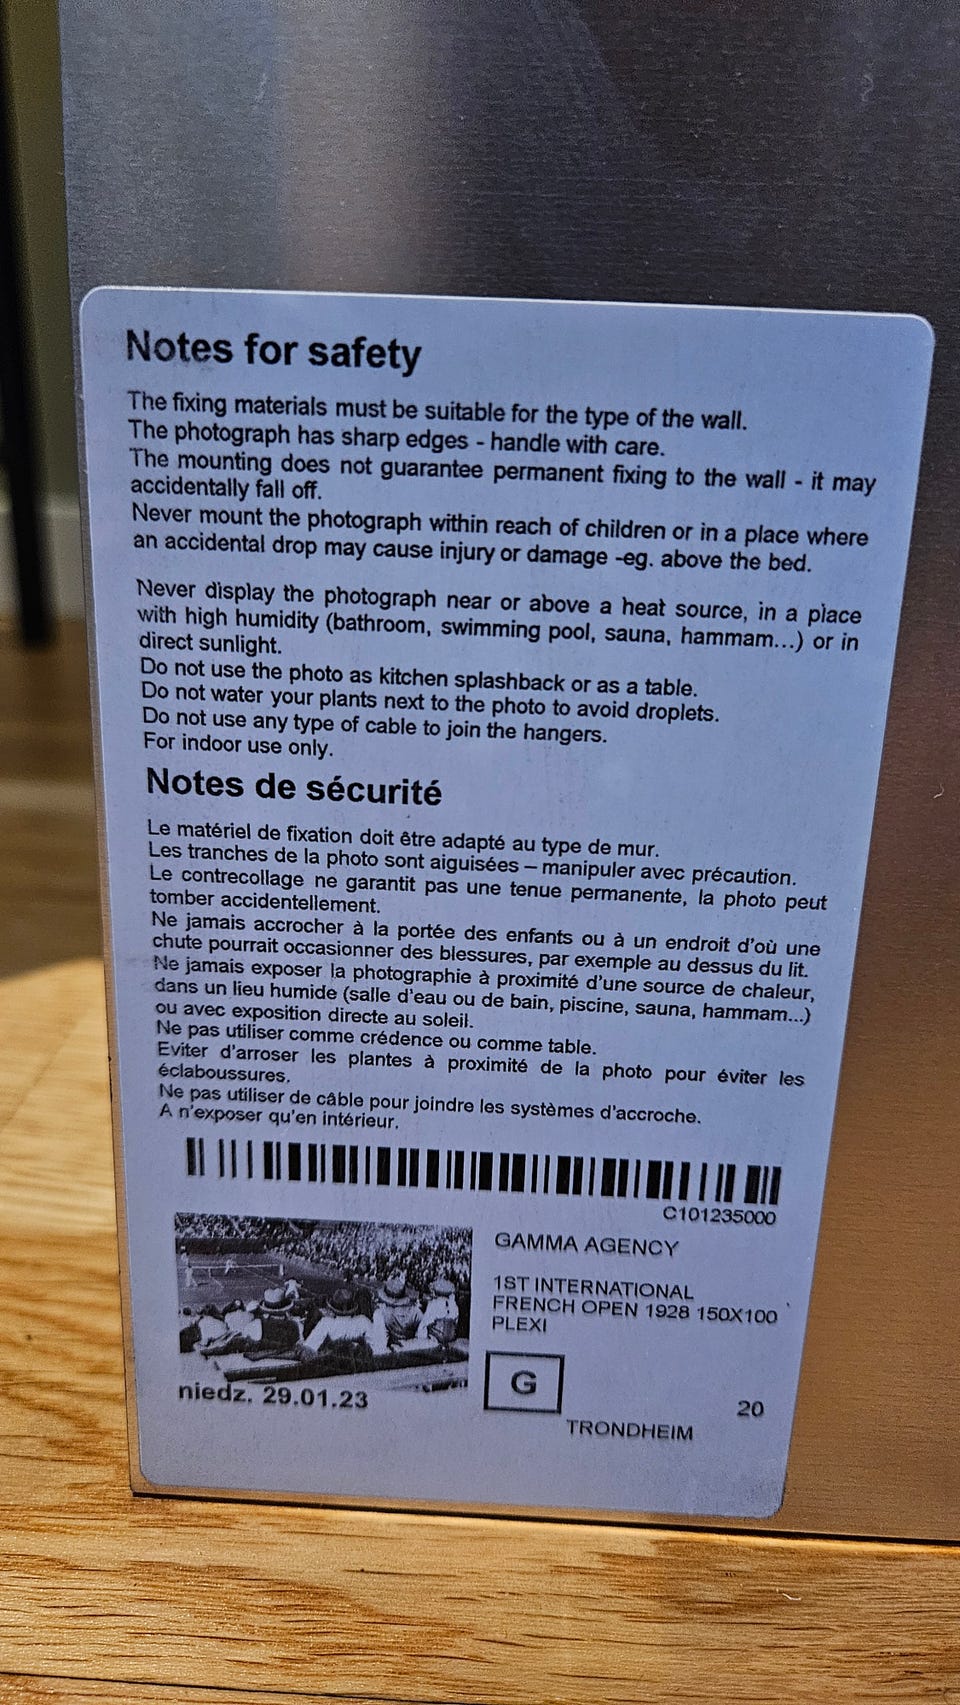 Notes for safety
The fixing materials must be suitable for the type of the wall.
The photograph has sharp edges - handle with care.
The mounting does not guarantee permanent fixing to the wall - it may
accidentally fall off.
Never mount the photograph within reach of children or in a place where
an accidental drop may cause injury or damage -eg. above the bed.
Never display the photograph near or above a heat source, in a place
with high humidity (bathroom, swimming pool, sauna, hammam...) or in
direct sunlight.
Do not use the photo as kitchen splashback or as a table.
Do not water your plants next to the photo to avoid droplets.
Do not use any type of cable to join the hangers.
For indoor use only.
Notes de sécurité
Le matériel de fixation doit être adapté au type de mur.
Les tranches de la photo sont aiguisées – manipuler avec précaution.
Le contrecollage ne garantit pas une tenue permanente, la photo peut
tomber accidentellement.
Ne jamais accrocher à la portée des enfants ou à un endroit d'où une
chute pourrait occasionner des blessures, par exemple au dessus du lit.
Ne jamais exposer la photographie à proximité d'une source de chaleur,
dans un lieu humide (salle d'eau ou de bain, piscine, sauna, hammam...)
ou avec exposition directe au soleil.
Ne pas utiliser comme crédence ou comme table.
Eviter d'arroser les plantes à proximité de la photo pour éviter les
éclaboussures.
Ne pas utiliser de câble pour joindre les systèmes d'accroche.
A n'exposer qu'en intérieur.
C101235000
GAMMA AGENCY
1ST INTERNATIONAL
FRENCH OPEN 1928 150X100
PLEXI
G
niedz. 29.01.23
20
TRONDHEIM